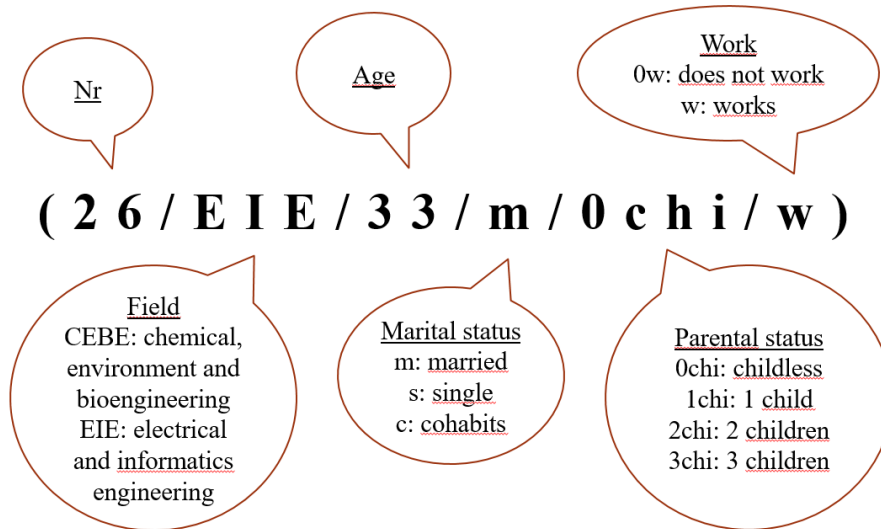 Nr
Age
Work
0w: does not work
w: works
( 2 6 / E I E / 3 3 / m / 0 c h i / w )
Field
CEBE: chemical,
environment and
bioengineering
EIE: electrical
and informatics
engineering
Marital status
m: married
s: single
c: cohabits
Parental status
0chi: childless
1chi: 1 child
2chi: 2 children
3chi: 3 children